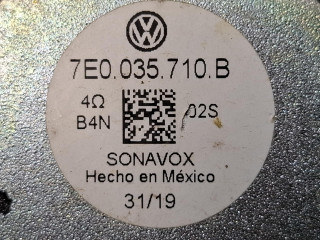 7E0.035.710.B
4Ω 02S
B4N
SONAVOX
Hecho en México
31/19